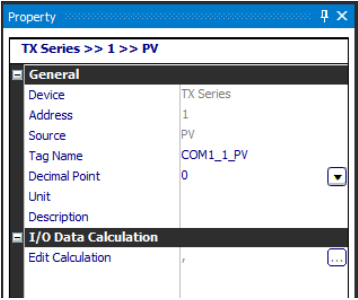 Property
TX Series >> 1 >> PV
General
Device TX Series
Address 1
Source PV
Tag Name COM1_1_PV
Decimal Point 0
Unit
Description
I/O Data Calculation
Edit Calculation , ...